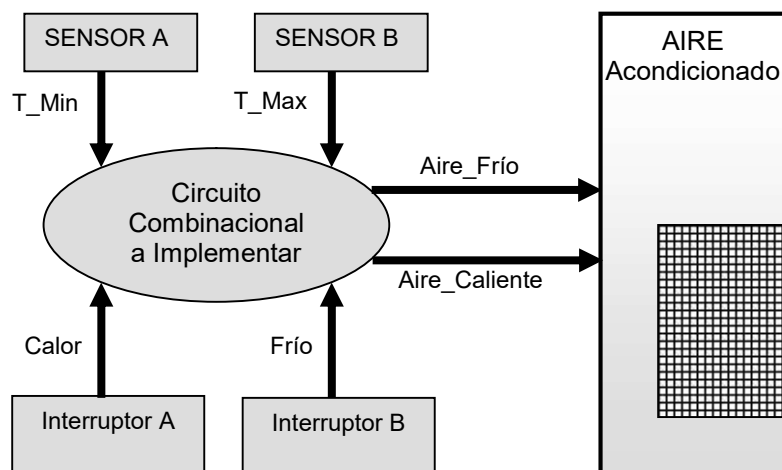 SENSOR A
SENSOR B
AIRE
Acondicionado
T_Min
T_Max
Aire_Frío
Circuito
Combinacional
a Implementar
Aire_Caliente
Calor
Frío
Interruptor A
Interruptor B